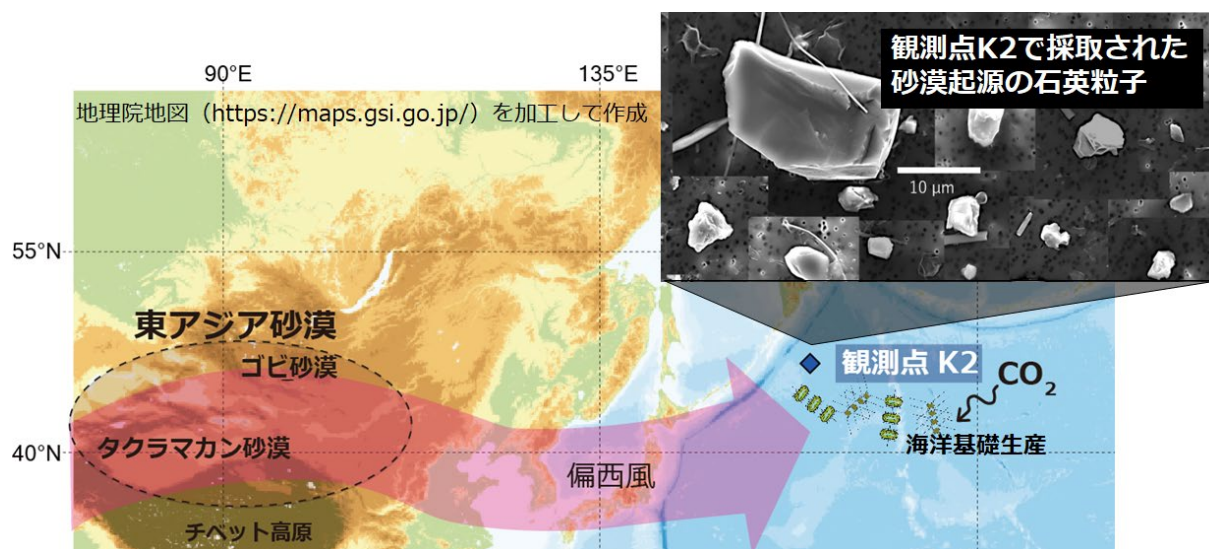 観測点K2で採取された
砂漠起源の石英粒子
10 μm
90°E
135°E
地理院地図（https://maps.gsi.go.jp/）を加工して作成
55°N
東アジア砂漠
ゴビ砂漠
観測点 K2
CO₂
タクラマカン砂漠
海洋基礎生産
40°N
偏西風
チベット高原